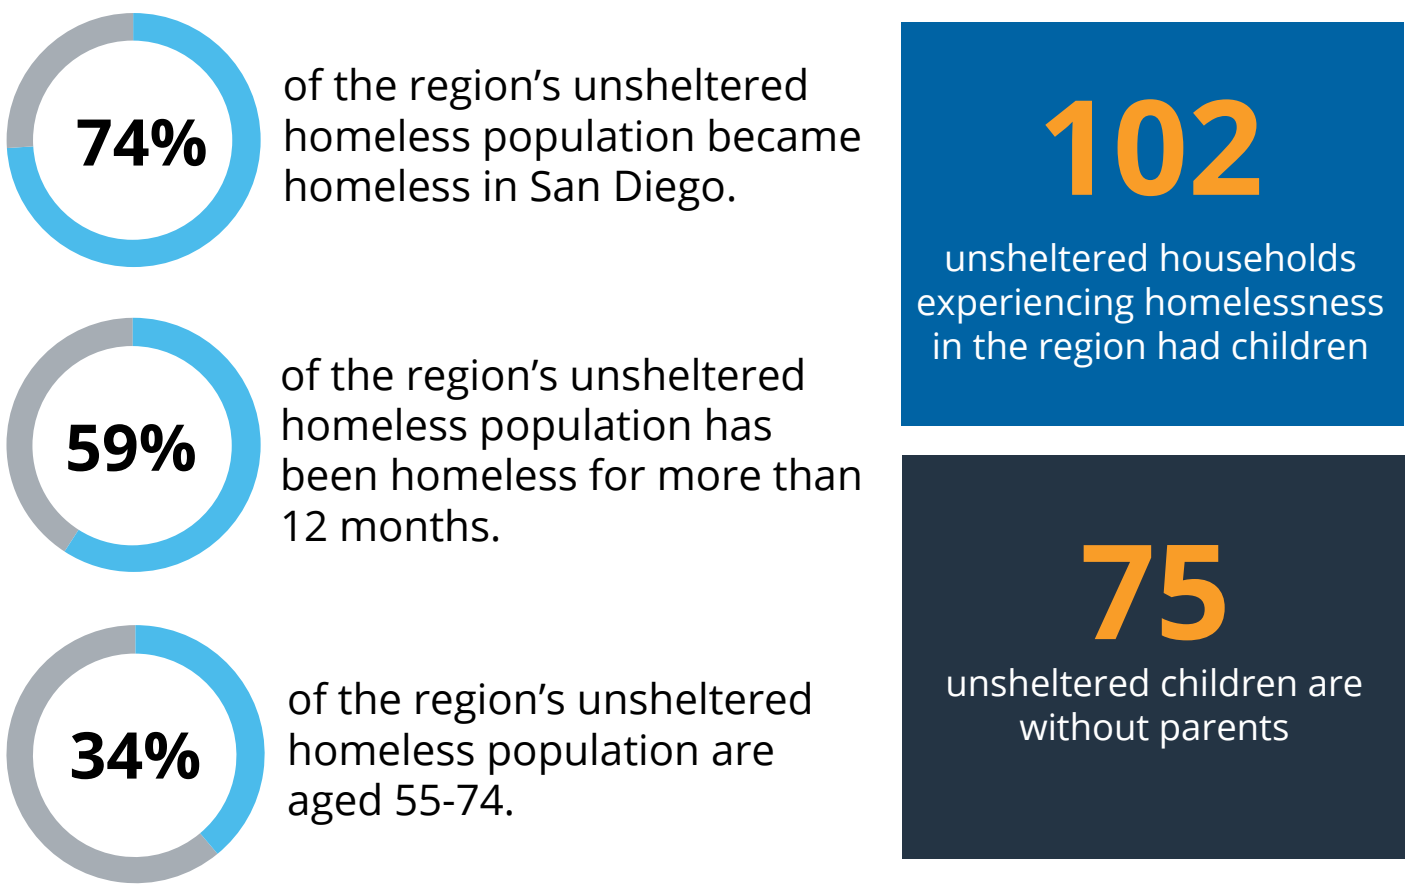 74%
of the region’s unsheltered
homeless population became
homeless in San Diego.
59%
of the region’s unsheltered
homeless population has
been homeless for more than
12 months.
34%
of the region’s unsheltered
homeless population are
aged 55-74.
102
unsheltered households
experiencing homelessness
in the region had children
75
unsheltered children are
without parents